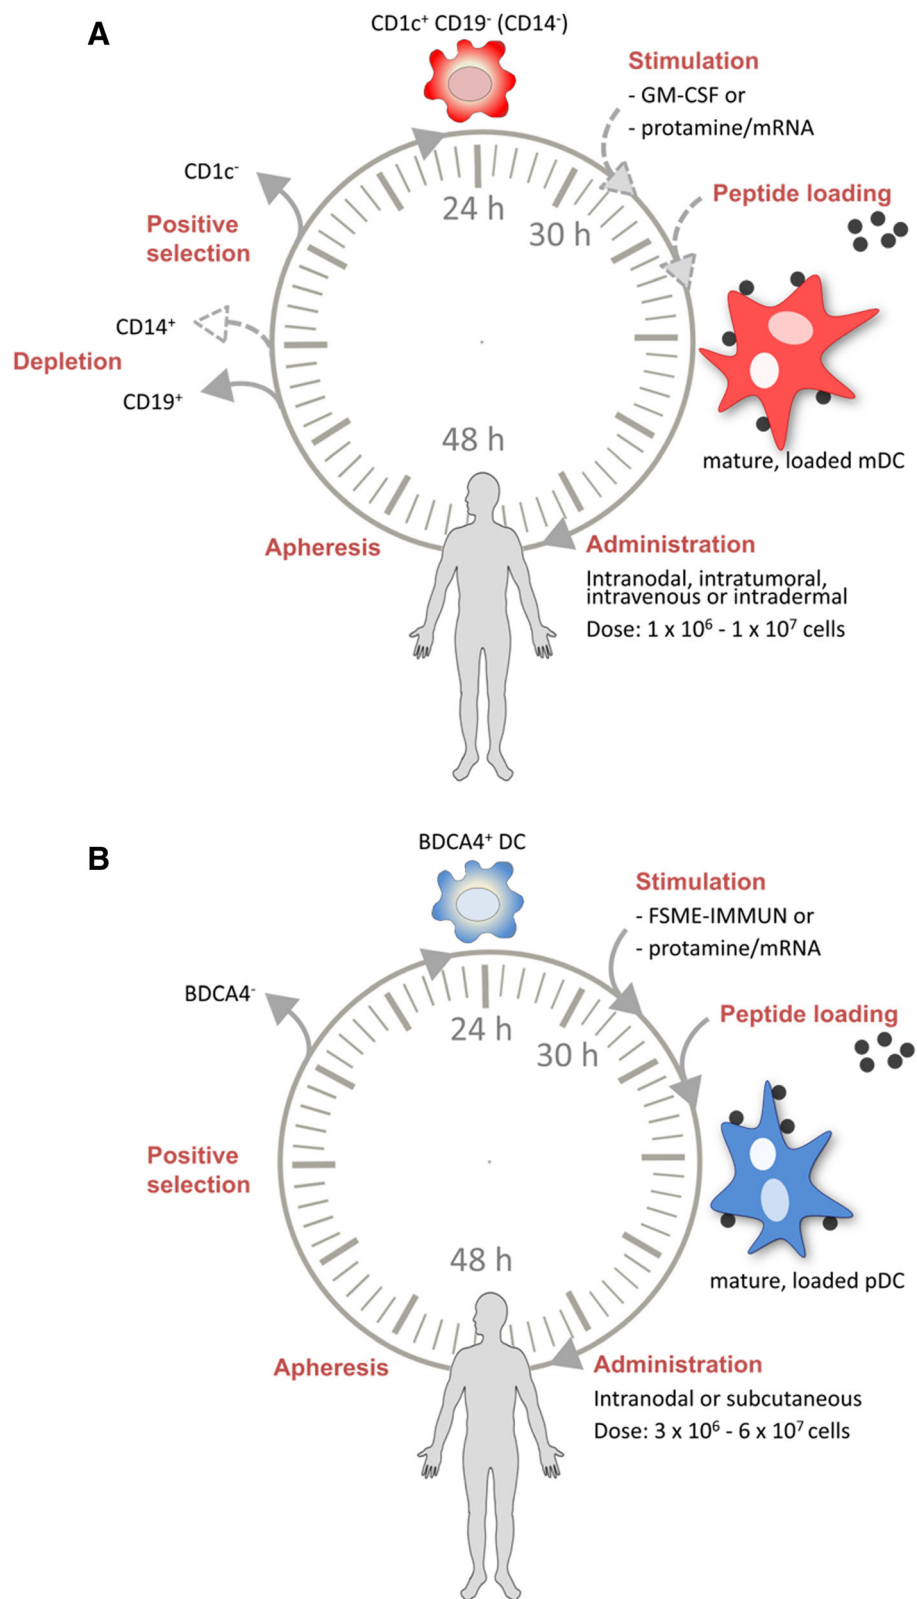 A
CD1c⁺ CD19⁻ (CD14⁻)
Stimulation
- GM-CSF or
- protamine/mRNA
CD1c⁻
Peptide loading
Positive
selection
24 h
30 h
CD14⁺
Depletion
CD19⁺
48 h
mature, loaded mDC
Apheresis
Administration
Intranodal, intratumoral,
intravenous or intradermal
Dose: 1 x 10⁶ - 1 x 10⁷ cells
B
BDCA4⁺ DC
Stimulation
- FSME-IMMUN or
- protamine/mRNA
BDCA4⁻
Peptide loading
24 h
30 h
Positive
selection
48 h
mature, loaded pDC
Apheresis
Administration
Intranodal or subcutaneous
Dose: 3 x 10⁶ - 6 x 10⁷ cells